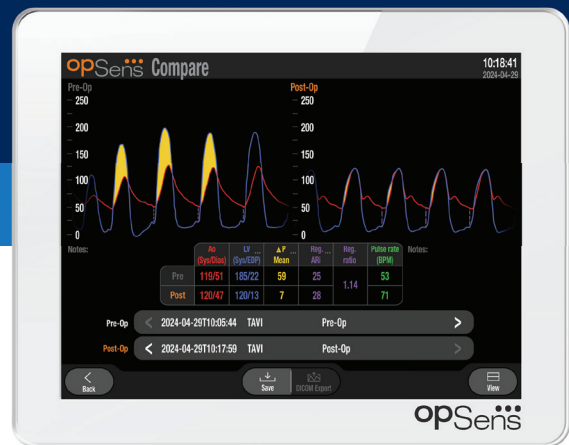 opSens Compare
10:18:41
2024-04-29
Pre-Op
250
200
150
100
50
0
Post-Op
250
200
150
100
50
0
Notes:
Ao (Sys/Dias) LV ... (Sys/EDP) ▲P ... Mean Reg. ... ARI Reg. ratio Pulse rate (BPM)
Pre 119/51 185/22 59 25 1.14 53
Post 120/47 120/13 7 28 71
Notes:
Pre-Op < 2024-04-29T10:05:44 TAVI Pre-Op >
Post-Op < 2024-04-29T10:17:59 TAVI Post-Op >
Back
Save
DICOM Export
View
opSens